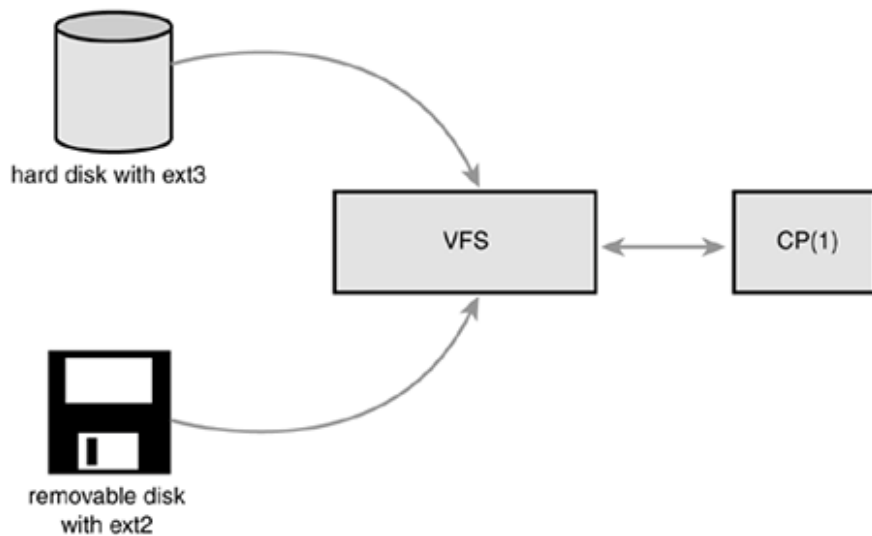 hard disk with ext3
VFS
CP(1)
removable disk
with ext2